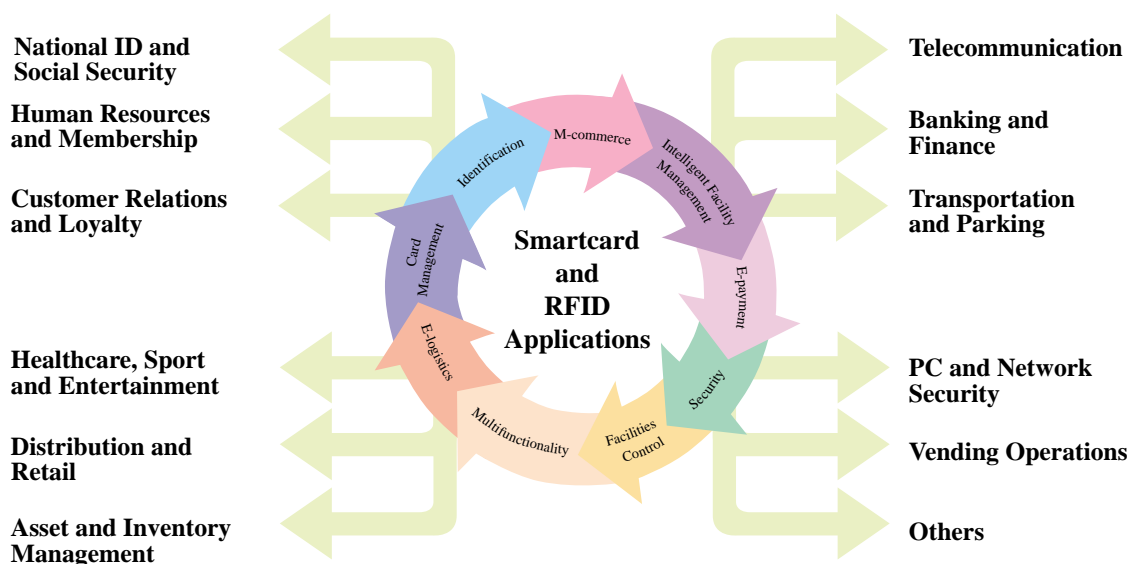 National ID and
Social Security
Human Resources
and Membership
Customer Relations
and Loyalty
Healthcare, Sport
and Entertainment
Distribution and
Retail
Asset and Inventory
Management
Identification
M-commerce
Intelligent Facility
Management
E-payment
Security
Facilities
Control
Multifunctionality
E-logistics
Card
Management
Smartcard
and
RFID
Applications
Telecommunication
Banking and
Finance
Transportation
and Parking
PC and Network
Security
Vending Operations
Others